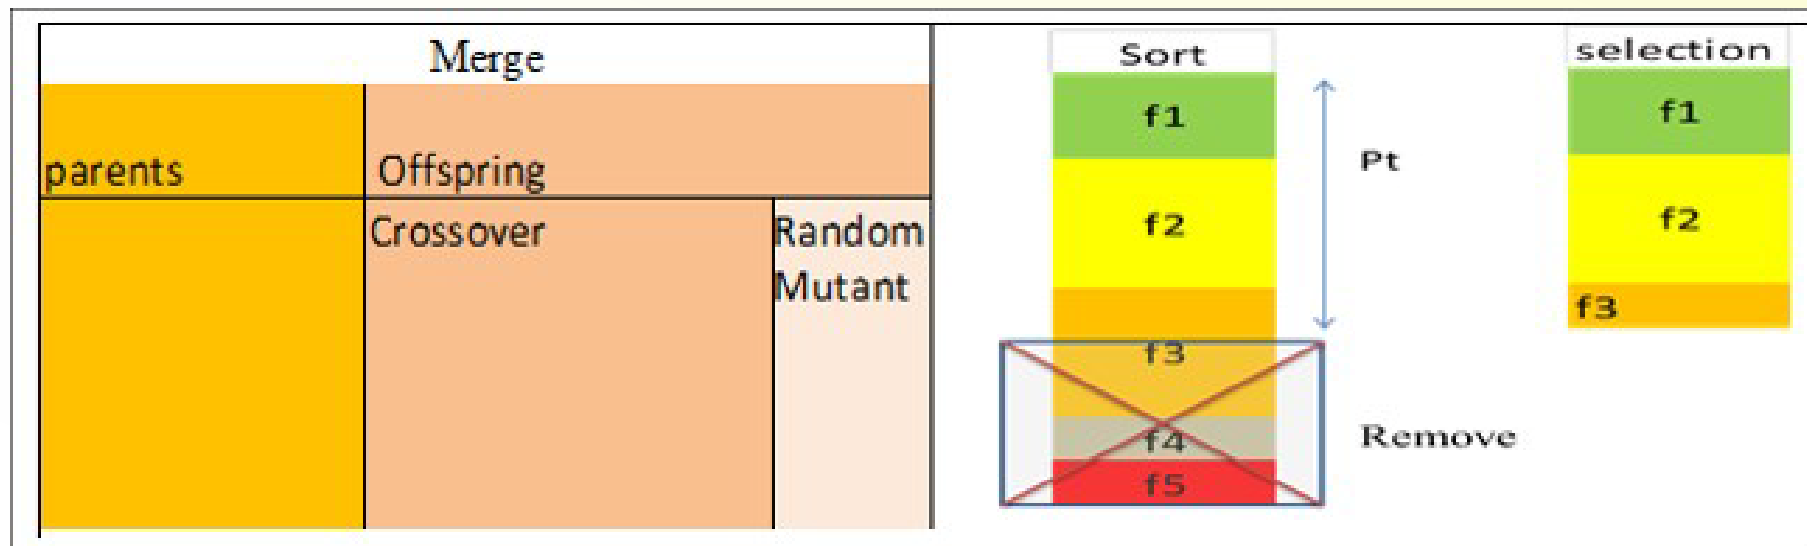 Merge
parents
Offspring
Crossover
Random
Mutant
Sort
f1
f2
f3
f4
f5
Pt
Remove
selection
f1
f2
f3